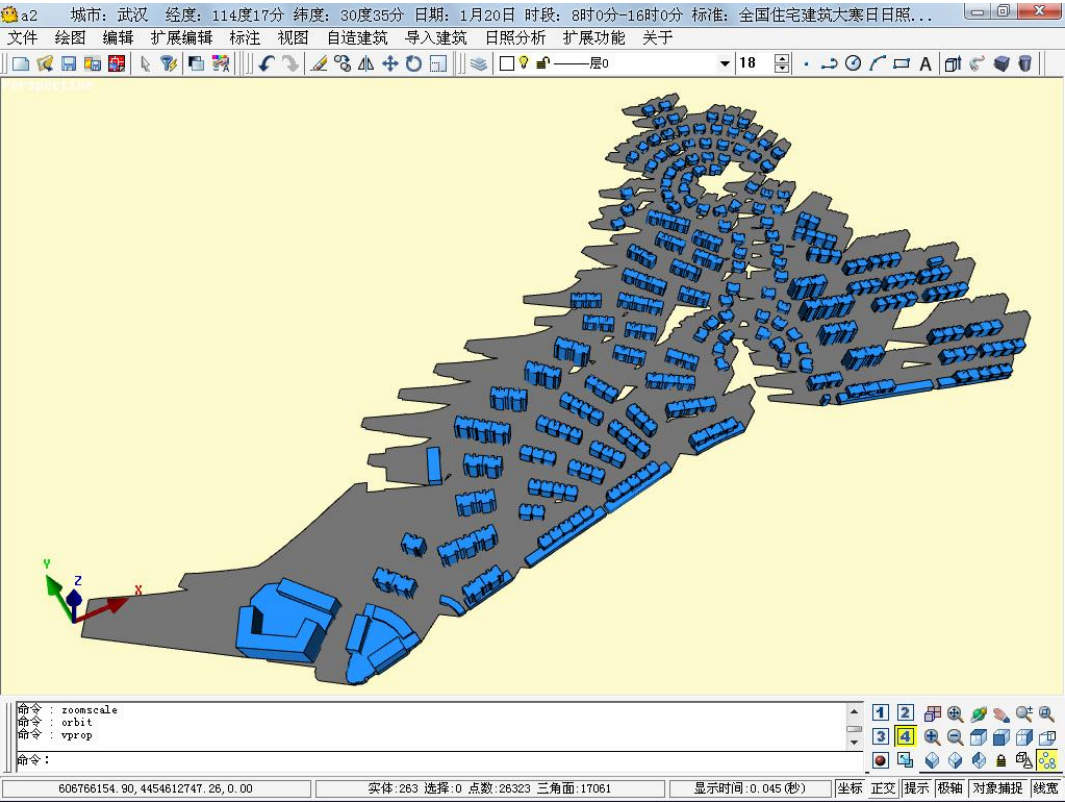 a2 城市: 武汉 经度: 114度17分 纬度: 30度35分 日期: 1月20日 时段: 8时0分-16时0分 标准: 全国住宅建筑大寒日日照...
文件 绘图 编辑 扩展编辑 标注 视图 自造建筑 导入建筑 日照分析 扩展功能 关于
层0 18 A
Perspective
Y
Z
X
命令 : zoomscale
命令 : orbit
命令 : vprop
命令 :
1 2
3 4
606766154.90, 4454612747.26, 0.00 实体:263 选择:0 点数:26323 三角面:17061 显示时间:0.045(秒) 坐标 正交 提示 极轴 对象捕捉 线宽